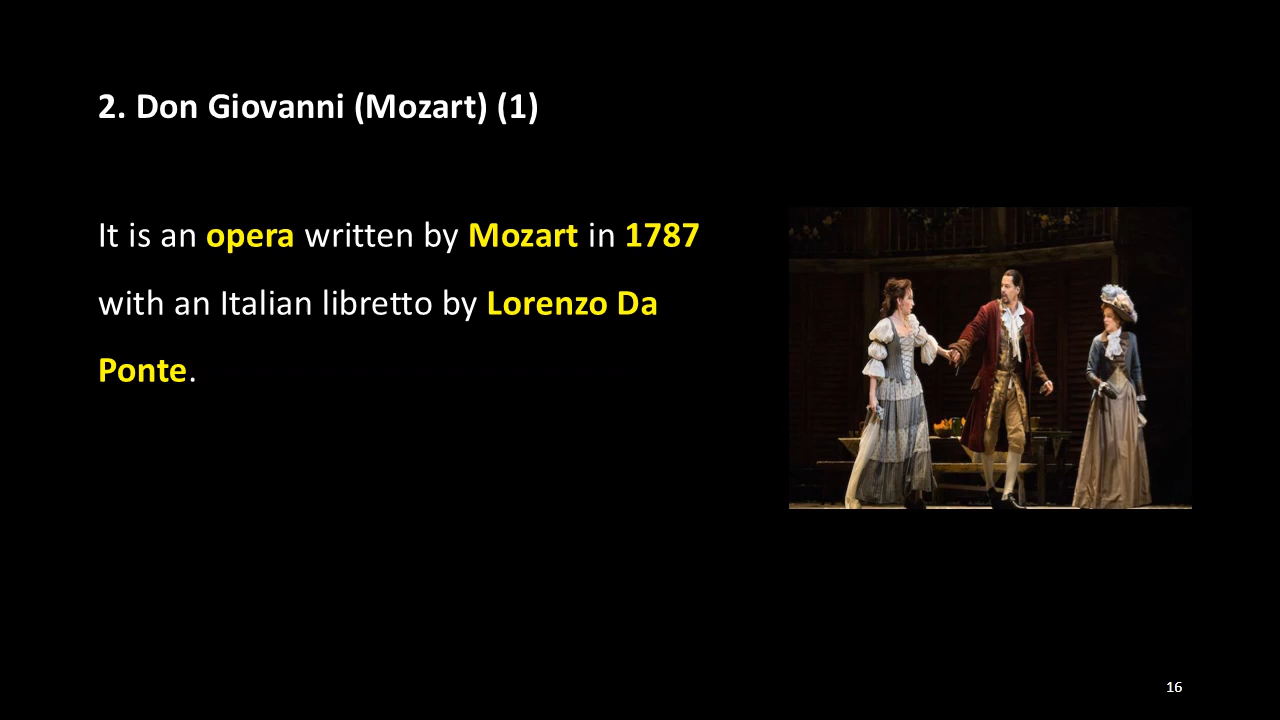 2. Don Giovanni (Mozart) (1)
It is an opera written by Mozart in 1787
with an Italian libretto by Lorenzo Da
Ponte.
16